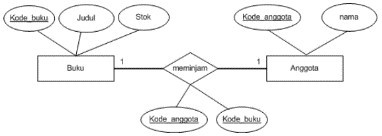 Kode_buku
Judul
Stok
Kode_anggota
nama
Buku
1
meminjam
1
Anggota
Kode_anggota
Kode_buku